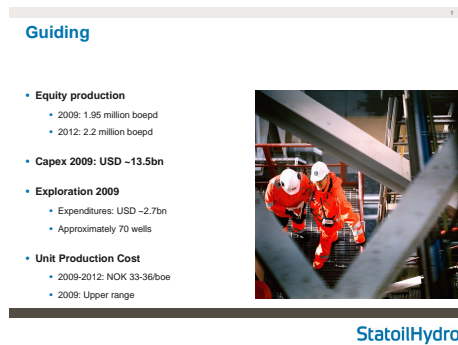 Guiding
• Equity production
• 2009: 1.95 million boepd
• 2012: 2.2 million boepd
• Capex 2009: USD ~13.5bn
• Exploration 2009
• Expenditures: USD ~2.7bn
• Approximately 70 wells
• Unit Production Cost
• 2009-2012: NOK 33-36/boe
• 2009: Upper range
StatoilHydro